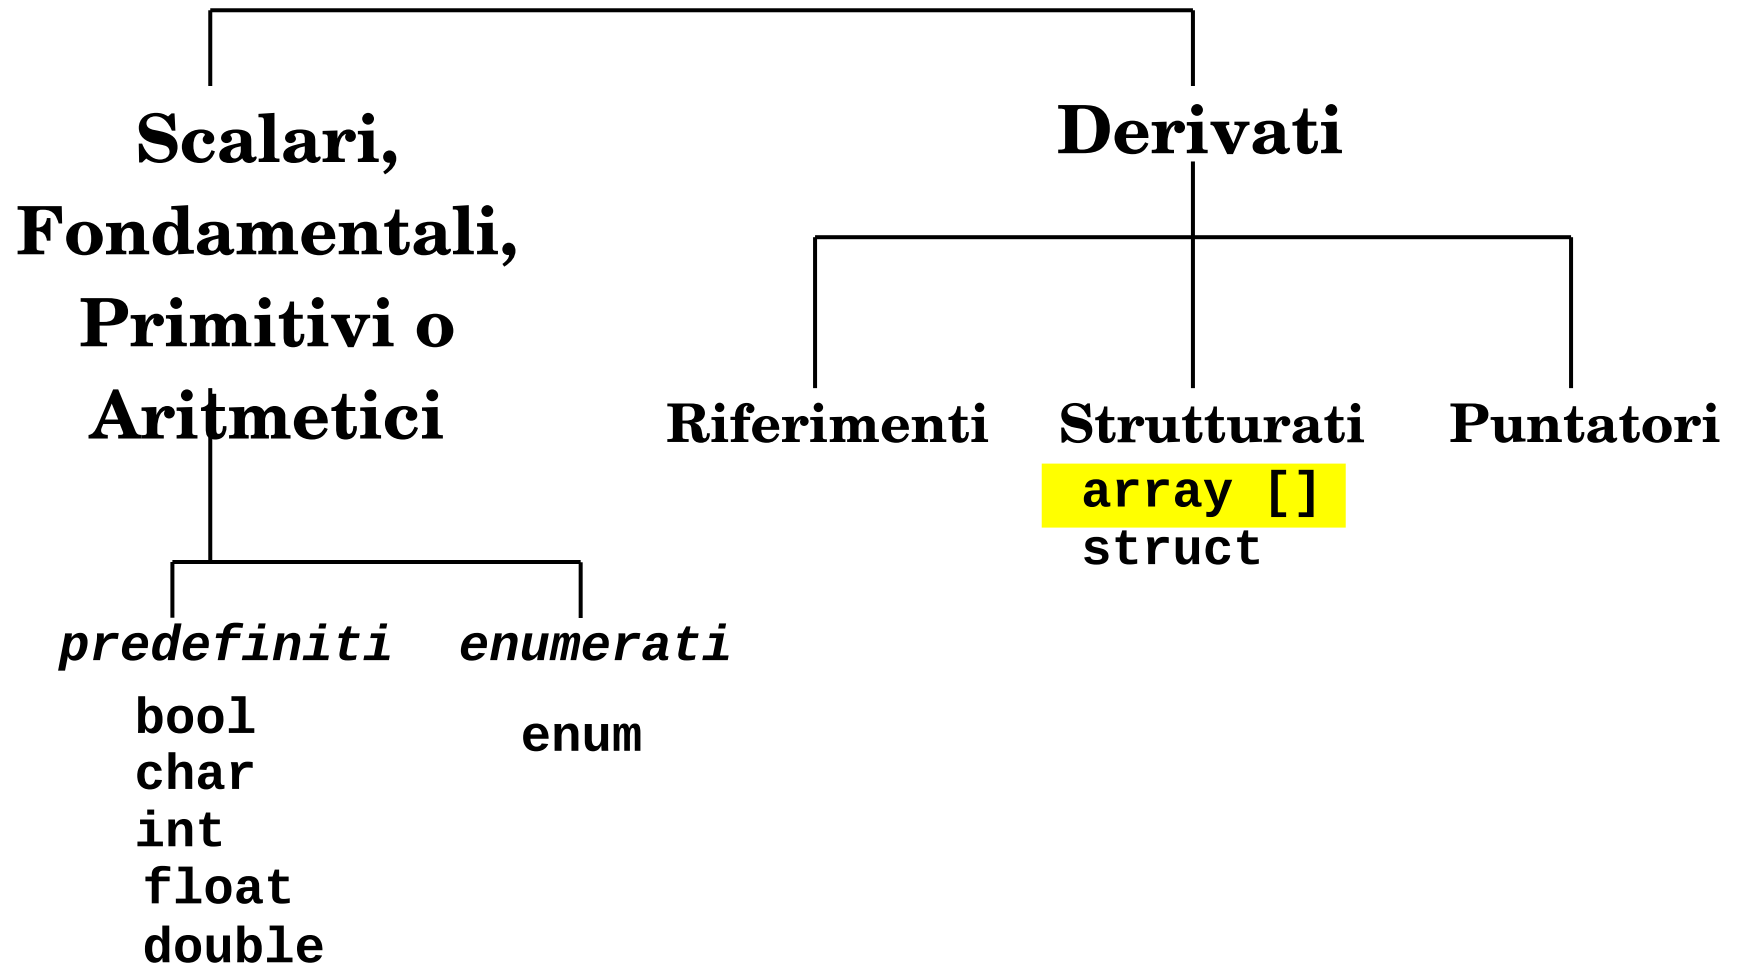 Scalari,
Fondamentali,
Primitivi o
Aritmetici
Derivati
Riferimenti
Strutturati
Puntatori
array []
struct
predefiniti
enumerati
bool
char
int
float
double
enum